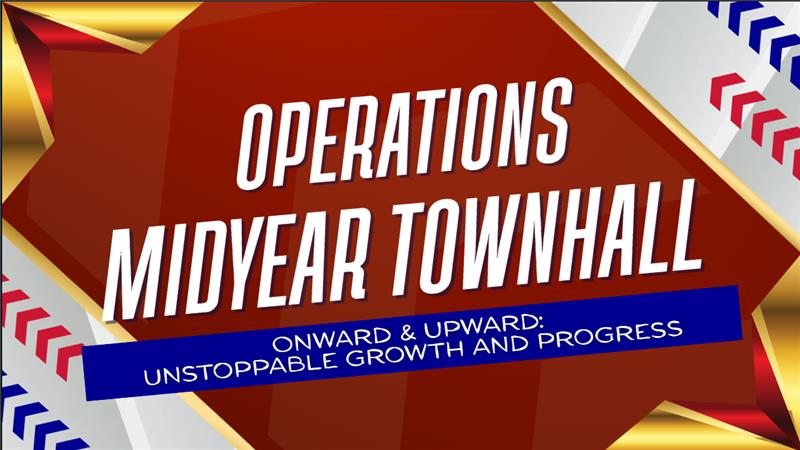 OPERATIONS
MIDYEAR TOWNHALL
ONWARD & UPWARD:
UNSTOPPABLE GROWTH AND PROGRESS